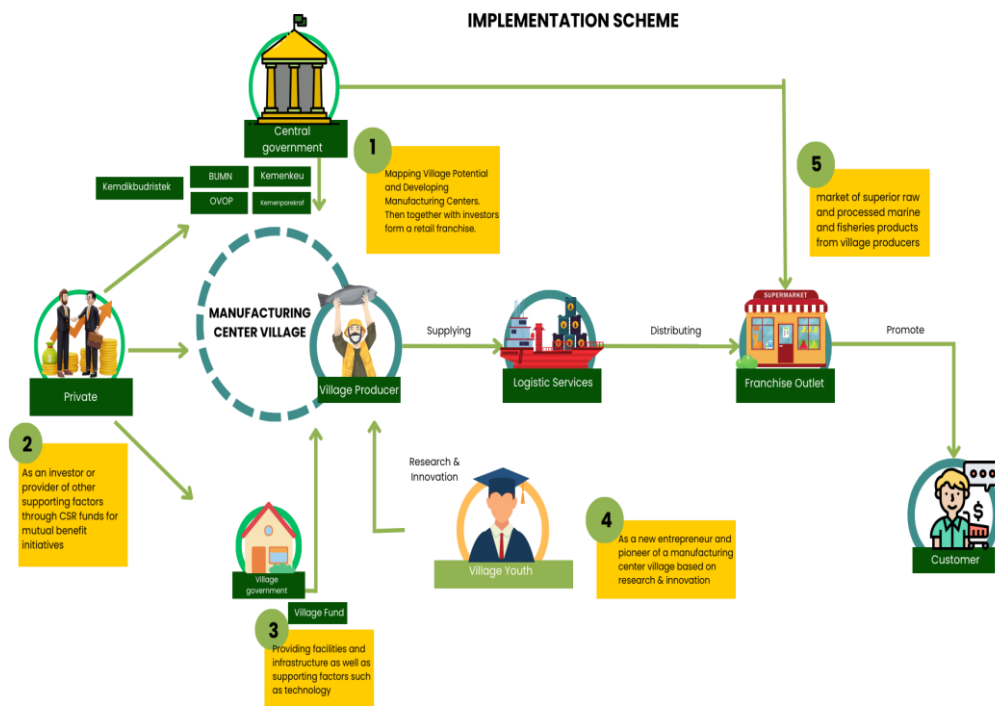 IMPLEMENTATION SCHEME
Central
government
1
Mapping Village Potential
and Developing
Manufacturing Centers.
Then together with investors
form a retail franchise.
Kemdikbudristek
BUMN
Kemenkeu
OVOP
Kemenparekraf
5
market of superior raw
and processed marine
and fisheries products
from village producers
MANUFACTURING
CENTER VILLAGE
Village Producer
Supplying
Logistic Services
Distributing
SUPERMARKET
Franchise Outlet
Promote
Private
2
As an investor or
provider of other
supporting factors
through CSR funds for
mutual benefit
initiatives
Research &
Innovation
Village Youth
4
As a new entrepreneur and
pioneer of a manufacturing
center village based on
research & innovation
$
Customer
Village
government
Village Fund
3
Providing facilities and
infrastructure as well as
supporting factors such
as technology